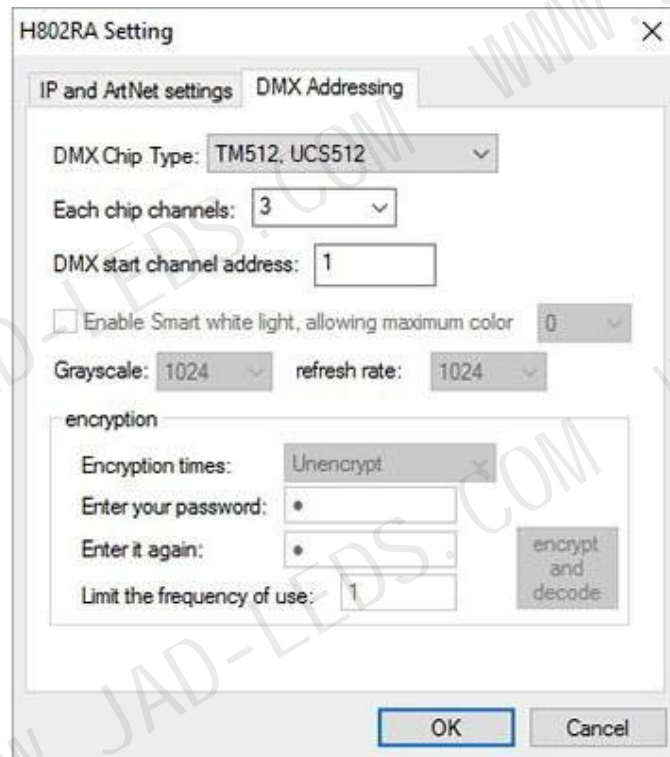 H802RA Setting
IP and ArtNet settings DMX Addressing
DMX Chip Type: TM512, UCS512
Each chip channels: 3
DMX start channel address: 1
Enable Smart white light, allowing maximum color 0
Grayscale: 1024 refresh rate: 1024
encryption
Encryption times: Unencrypt
Enter your password: •
Enter it again: •
encrypt
and
decode
Limit the frequency of use: 1
OK Cancel
WWW. JAD-LEDS.COM WWW.